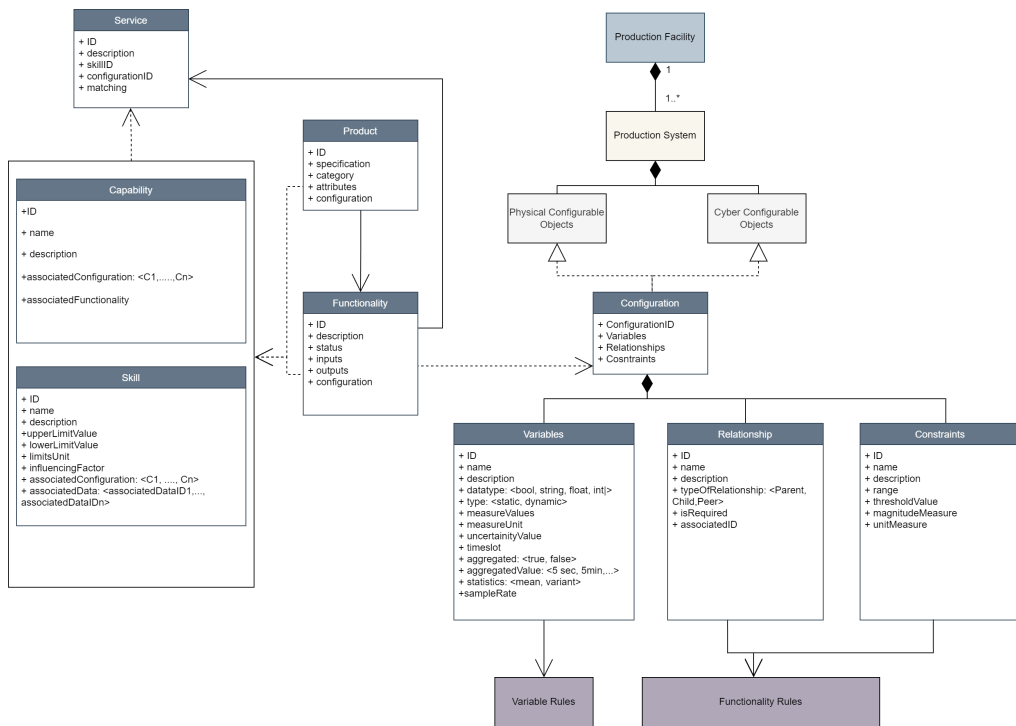 Service
+ ID
+ description
+ skillID
+ configurationID
+ matching
Production Facility
1
1..*
Production System
Product
+ ID
+ specification
+ category
+ attributes
+ configuration
Capability
+ID
+ name
+ description
+associatedConfiguration: <C1,.....,Cn>
+associatedFunctionality
Physical Configurable
Objects
Cyber Configurable
Objects
Functionality
+ ID
+ description
+ status
+ inputs
+ outputs
+ configuration
Configuration
+ ConfigurationID
+ Variables
+ Relationships
+ Cosntraints
Skill
+ ID
+ name
+ description
+upperLimitValue
+ lowerLimitValue
+ limitsUnit
+ influencingFactor
+ associatedConfiguration: <C1, ...., Cn>
+ associatedData: <associatedDataID1,...,
associatedDataIDn>
Variables
+ ID
+ name
+ description
+ datatype: <bool, string, float, int|>
+ type: <static, dynamic>
+ measureValues
+ measureUnit
+ uncertainityValue
+ timeslot
+ aggregated: <true, false>
+ aggregatedValue: <5 sec, 5min,...>
+ statistics: <mean, variant>
+sampleRate
Relationship
+ ID
+ name
+ description
+ typeOfRelationship: <Parent,
Child,Peer>
+ isRequired
+ associatedID
Constraints
+ ID
+ name
+ description
+ range
+ thresholdValue
+ magnitudeMeasure
+ unitMeasure
Variable Rules
Functionality Rules